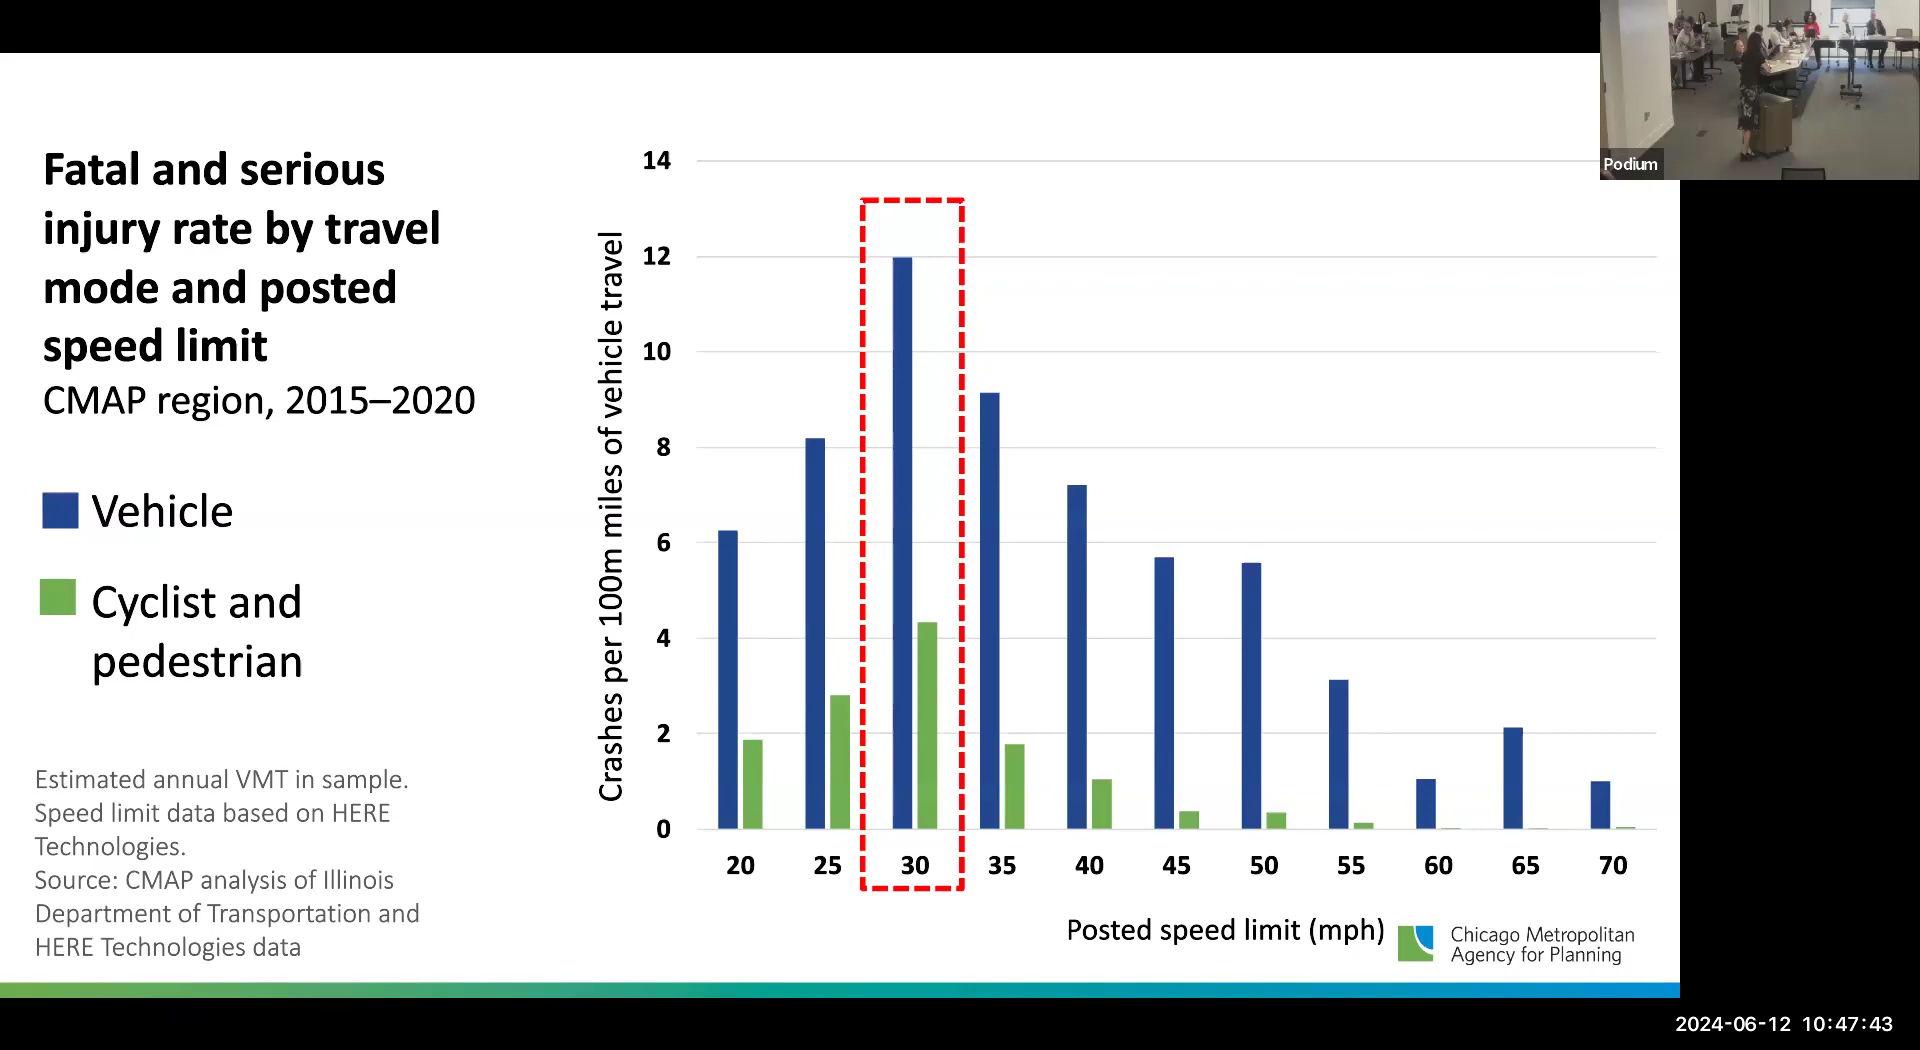 Podium
Fatal and serious
injury rate by travel
mode and posted
speed limit
CMAP region, 2015–2020
Vehicle
Cyclist and
pedestrian
Estimated annual VMT in sample.
Speed limit data based on HERE
Technologies.
Source: CMAP analysis of Illinois
Department of Transportation and
HERE Technologies data
Crashes per 100m miles of vehicle travel
14
12
10
8
6
4
2
0
20 25 30 35 40 45 50 55 60 65 70
Posted speed limit (mph)
Chicago Metropolitan
Agency for Planning
2024-06-12 10:47:43